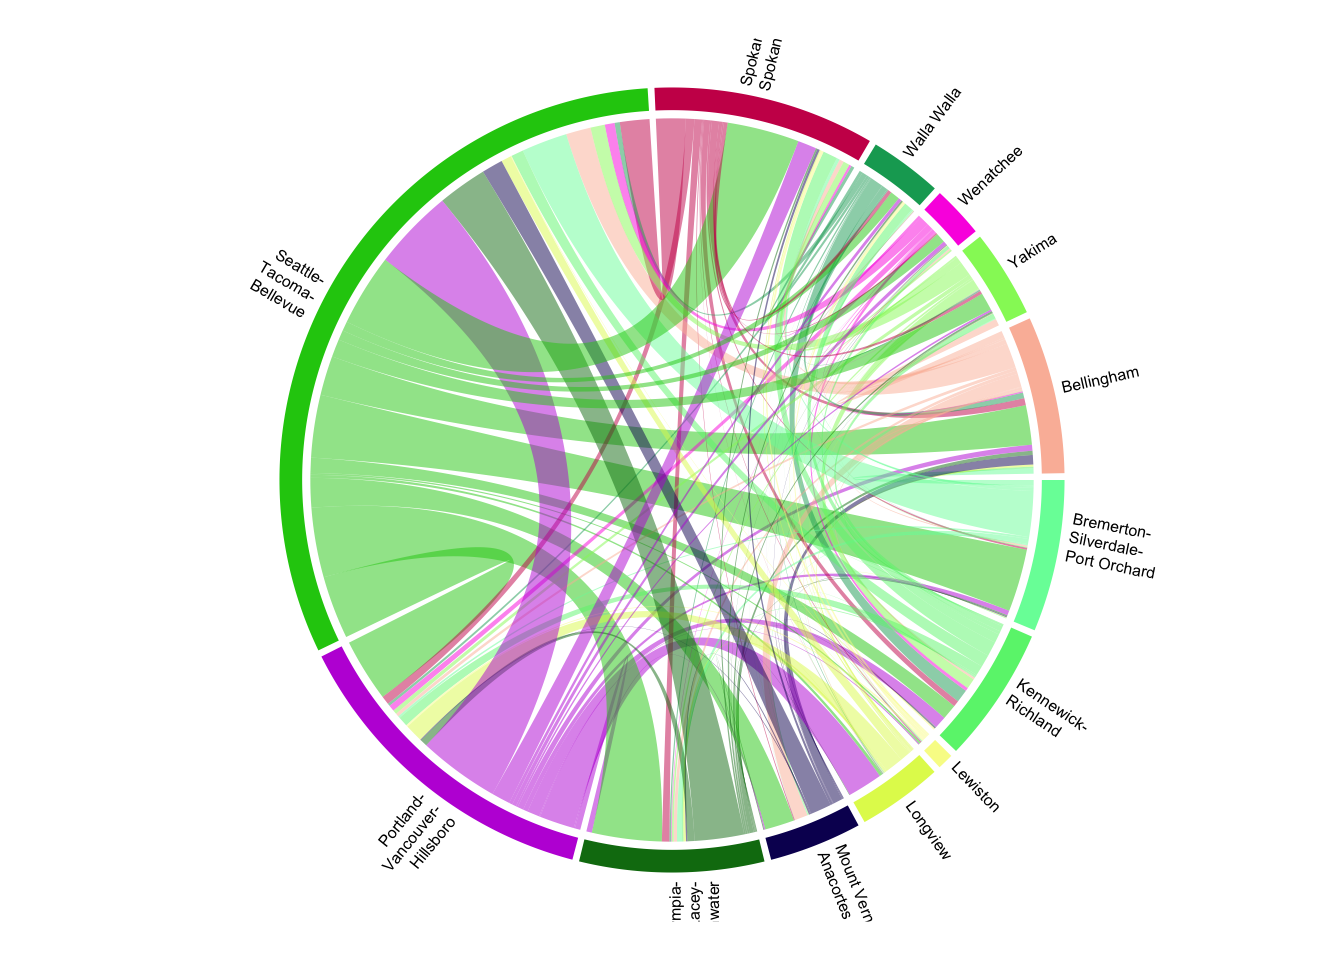 Spoka
Spokan
Walla Walla
Wenatchee
Yakima
Bellingham
Bremerton-
Silverdale-
Port Orchard
Kennewick-
Richland
Lewiston
Longview
Mount Vern
Anacortes
mpia-
acey-
water
Portland-
Vancouver-
Hillsboro
Seattle-
Tacoma-
Bellevue